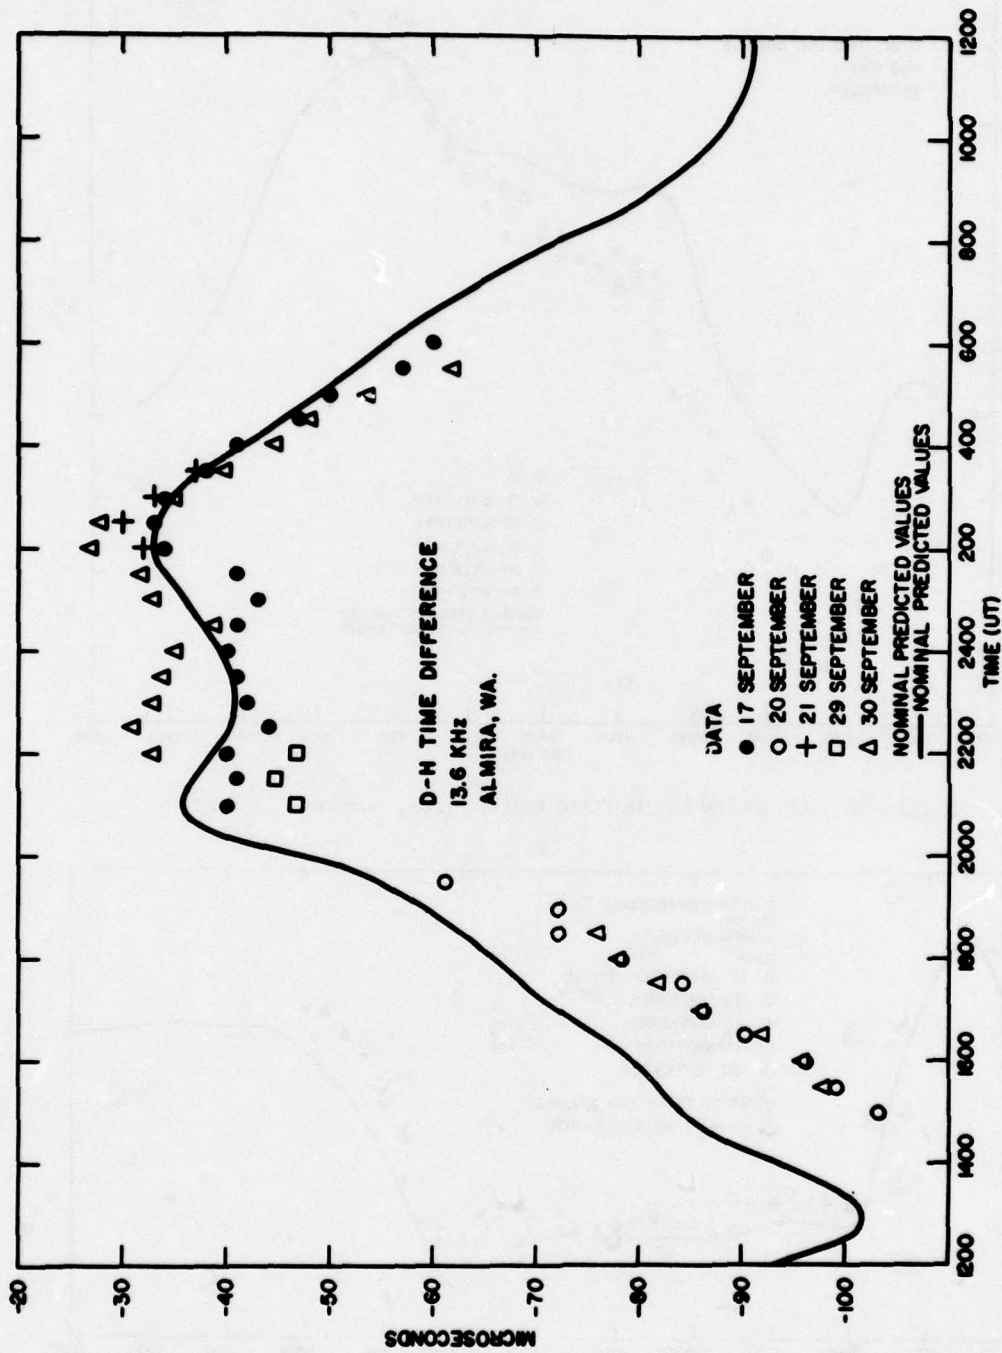 -20
-30
-40
-50
-60
-70
-80
-90
-100
MICROSECONDS
D-H TIME DIFFERENCE
13.6 KHz
ALMIRA, WA.
DATA
● 17 SEPTEMBER
○ 20 SEPTEMBER
+ 21 SEPTEMBER
□ 29 SEPTEMBER
△ 30 SEPTEMBER
NOMINAL PREDICTED VALUES
NOMINAL PREDICTED VALUES
1200 1400 1600 1800 2000 2200 2400 200 400 600 800 1000 1200
TIME (UT)